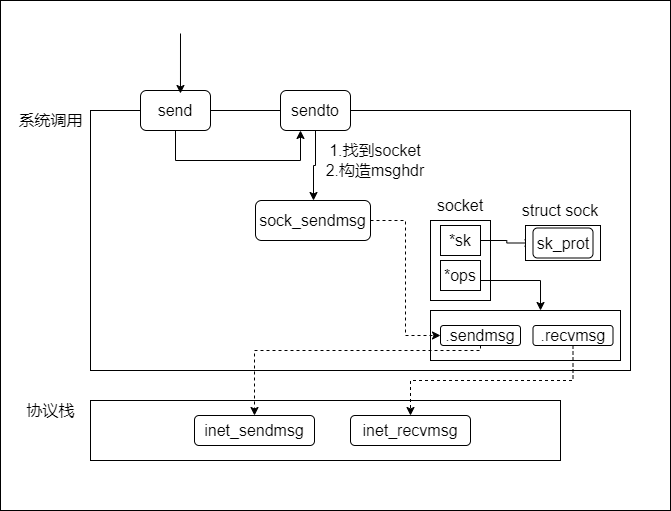 send
sendto
系统调用
1.找到socket
2.构造msghdr
sock_sendmsg
socket
struct sock
*sk
sk_prot
*ops
.sendmsg
.recvmsg
协议栈
inet_sendmsg
inet_recvmsg